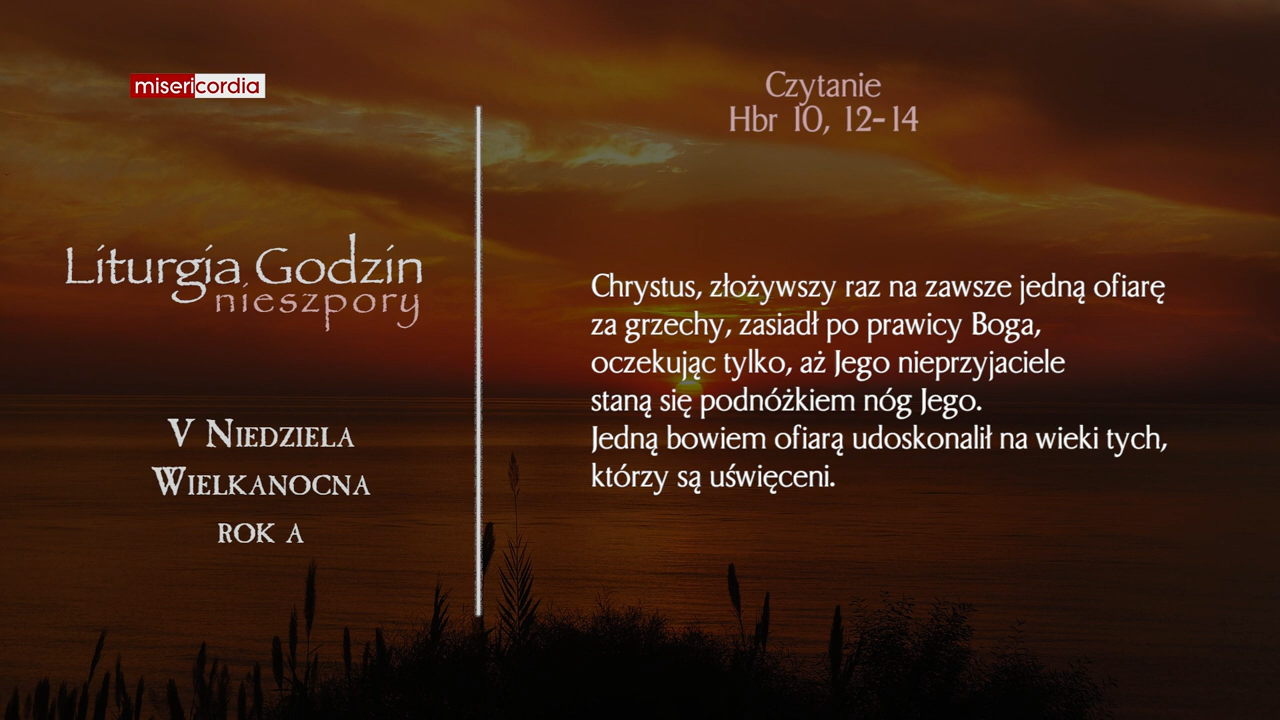 misericordia
Liturgia Godzin
nieszpory
V Niedziela
Wielkanocna
rok A
Czytanie
Hbr 10, 12-14
Chrystus, złożywszy raz na zawsze jedną ofiarę
za grzechy, zasiadł po prawicy Boga,
oczekując tylko, aż Jego nieprzyjaciele
staną się podnóżkiem nóg Jego.
Jedną bowiem ofiarą udoskonalił na wieki tych,
którzy są uświęceni.